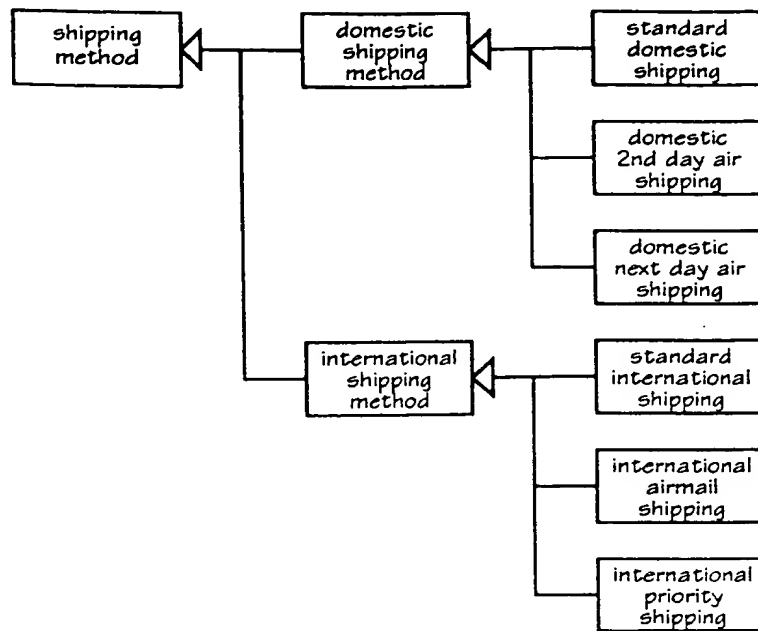 shipping
method
domestic
shipping
method
standard
domestic
shipping
domestic
2nd day air
shipping
domestic
next day air
shipping
international
shipping
method
standard
international
shipping
international
airmail
shipping
international
priority
shipping